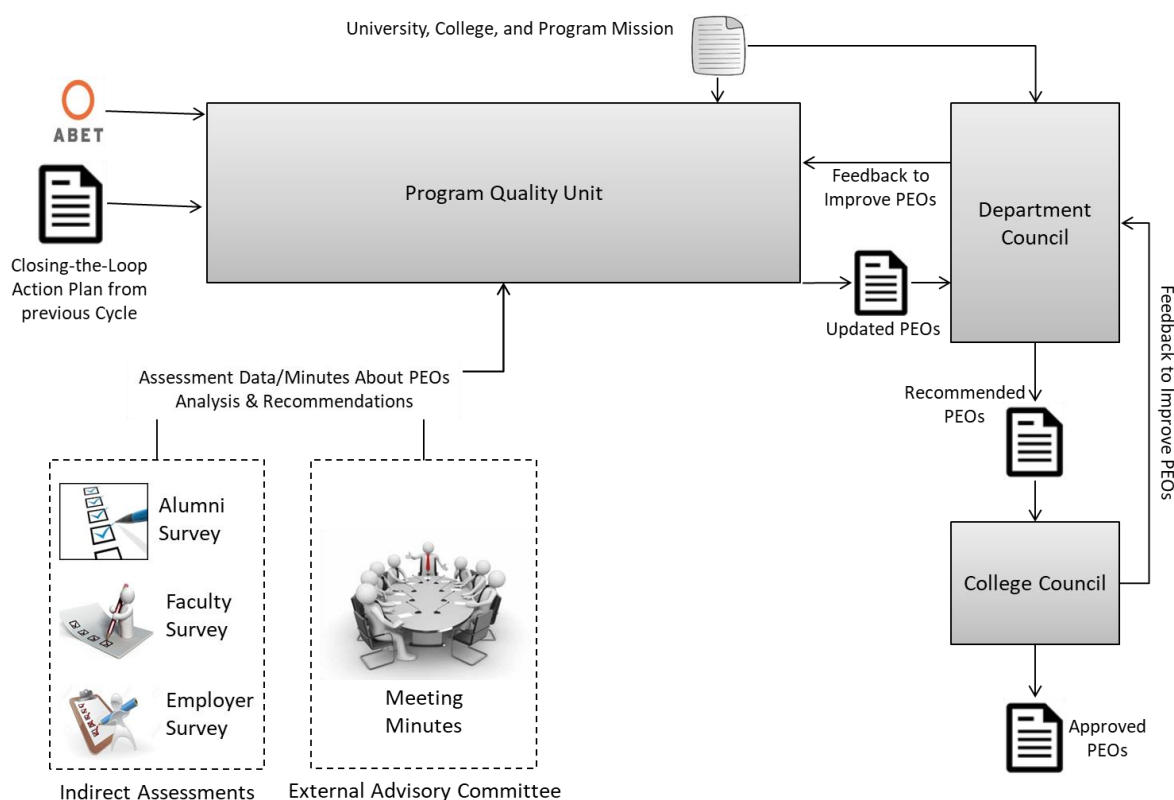 University, College, and Program Mission
ABET
Program Quality Unit
Feedback to
Improve PEOs
Department
Council
Closing-the-Loop
Action Plan from
previous Cycle
Updated PEOs
Assessment Data/Minutes About PEOs
Analysis & Recommendations
Recommended
PEOs
Feedback to Improve PEOs
Alumni
Survey
Faculty
Survey
Employer
Survey
Meeting
Minutes
College Council
Approved
PEOs
Indirect Assessments
External Advisory Committee